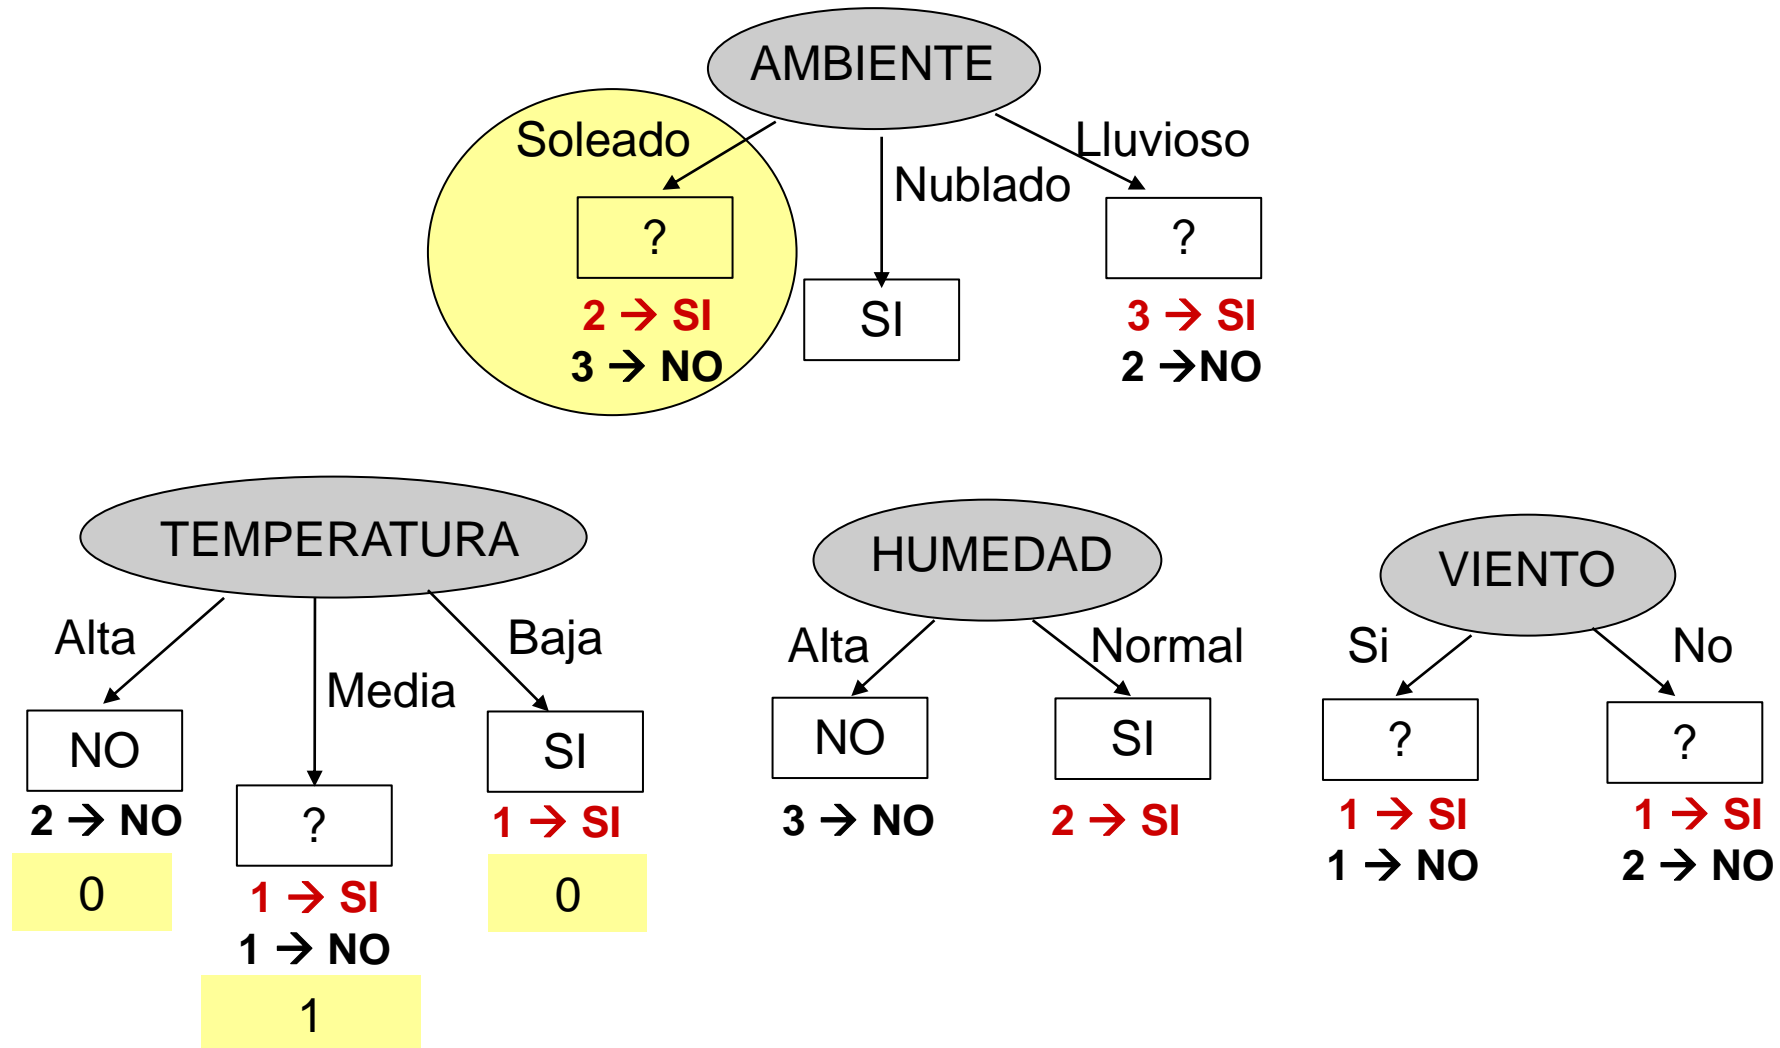 AMBIENTE
Soleado
Nublado
Lluvioso
?
2 → SI
3 → NO
SI
?
3 → SI
2 → NO
TEMPERATURA
Alta
Media
Baja
NO
2 → NO
0
?
1 → SI
1 → NO
1
SI
1 → SI
0
HUMEDAD
Alta
Normal
NO
3 → NO
SI
2 → SI
VIENTO
Si
No
?
1 → SI
1 → NO
?
1 → SI
2 → NO